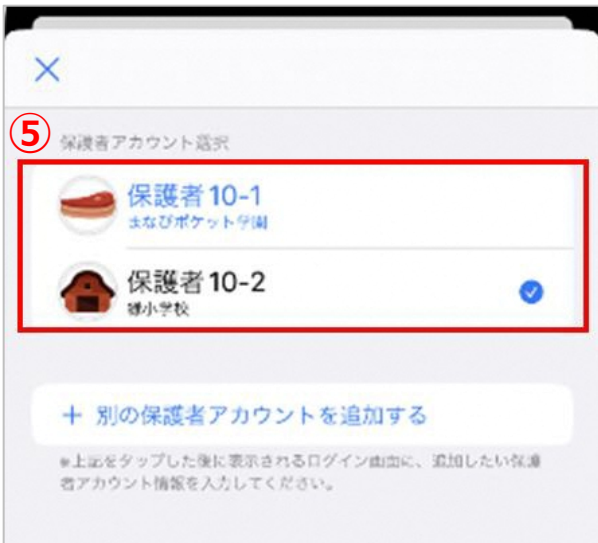 ⑤
保護者アカウント選択
保護者10-1
まなびポケット学園
保護者10-2
小学校
+ 別の保護者アカウントを追加する
※上記をタップした後に表示されるログイン画面に、追加したい保護
者アカウント情報を入力してください。